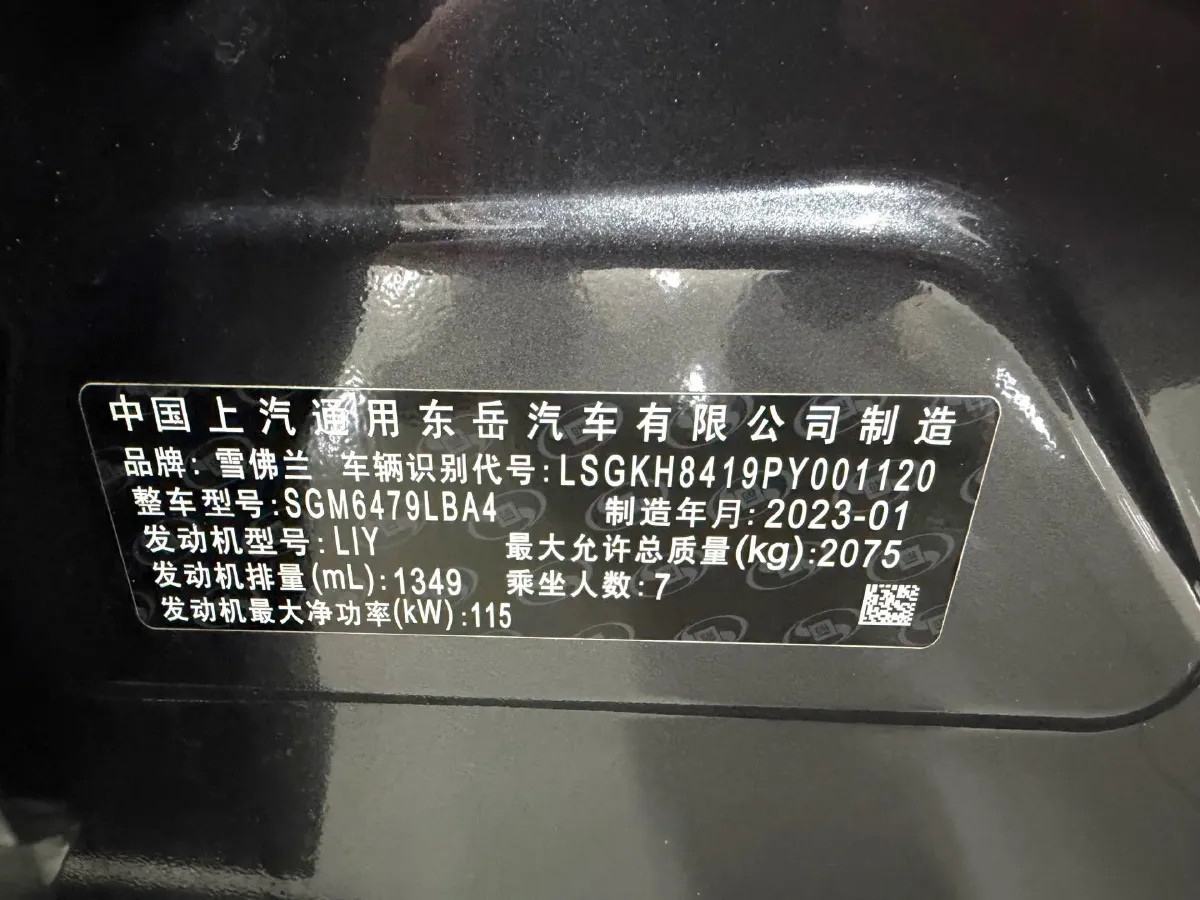 中国上汽通用东岳汽车有限公司制造
品牌: 雪佛兰 车辆识别代号:LSGKH8419PY001120
整车型号:SGM6479LBA4 制造年月:2023-01
发动机型号:LIY 最大允许总质量(kg):2075
发动机排量(mL):1349 乘坐人数:7
发动机最大净功率(kW):115